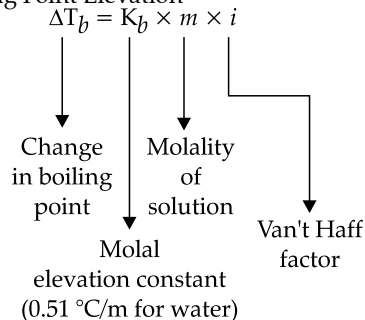 ng Point Elevation
ΔT_b = K_b × m × i
Change
in boiling
point
Molality
of
solution
Molal
elevation constant
(0.51 °C/m for water)
Van't Haff
factor